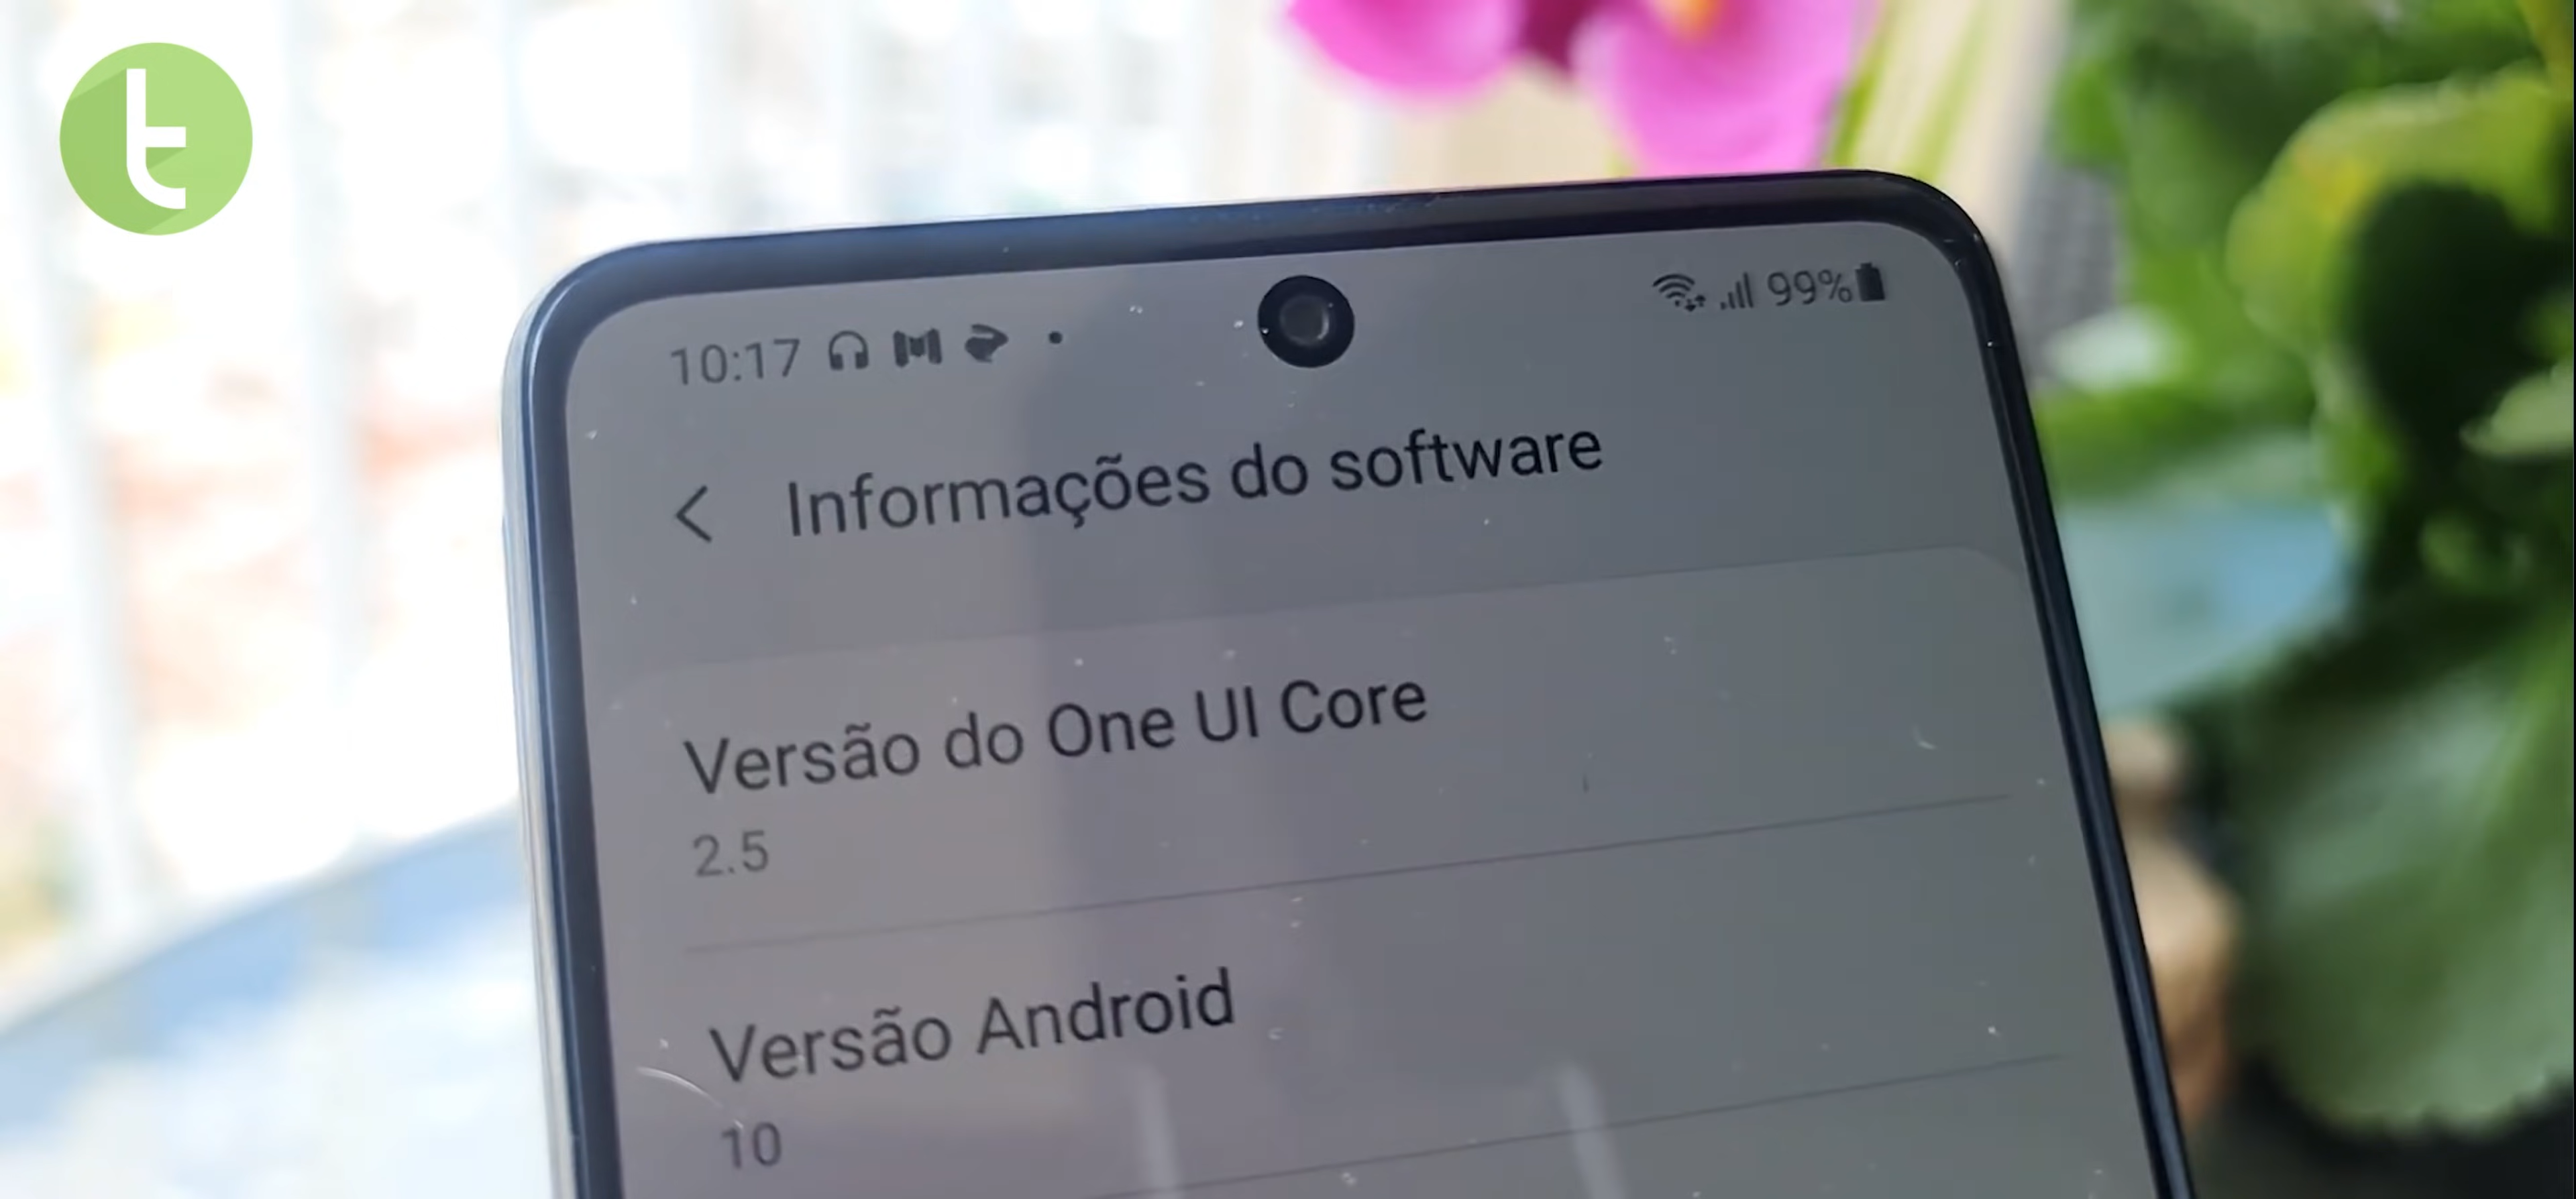 t
10:17
99%
Informações do software
Versão do One UI Core
2.5
Versão Android
10